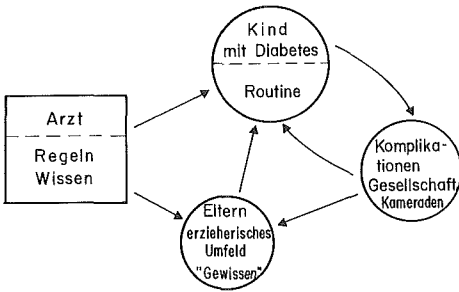 Kind
mit Diabetes
Routine
Arzt
Regeln
Wissen
Komplika-
tionen
Gesellschaft
Kameraden
Eltern
erzieherisches
Umfeld
"Gewissen"